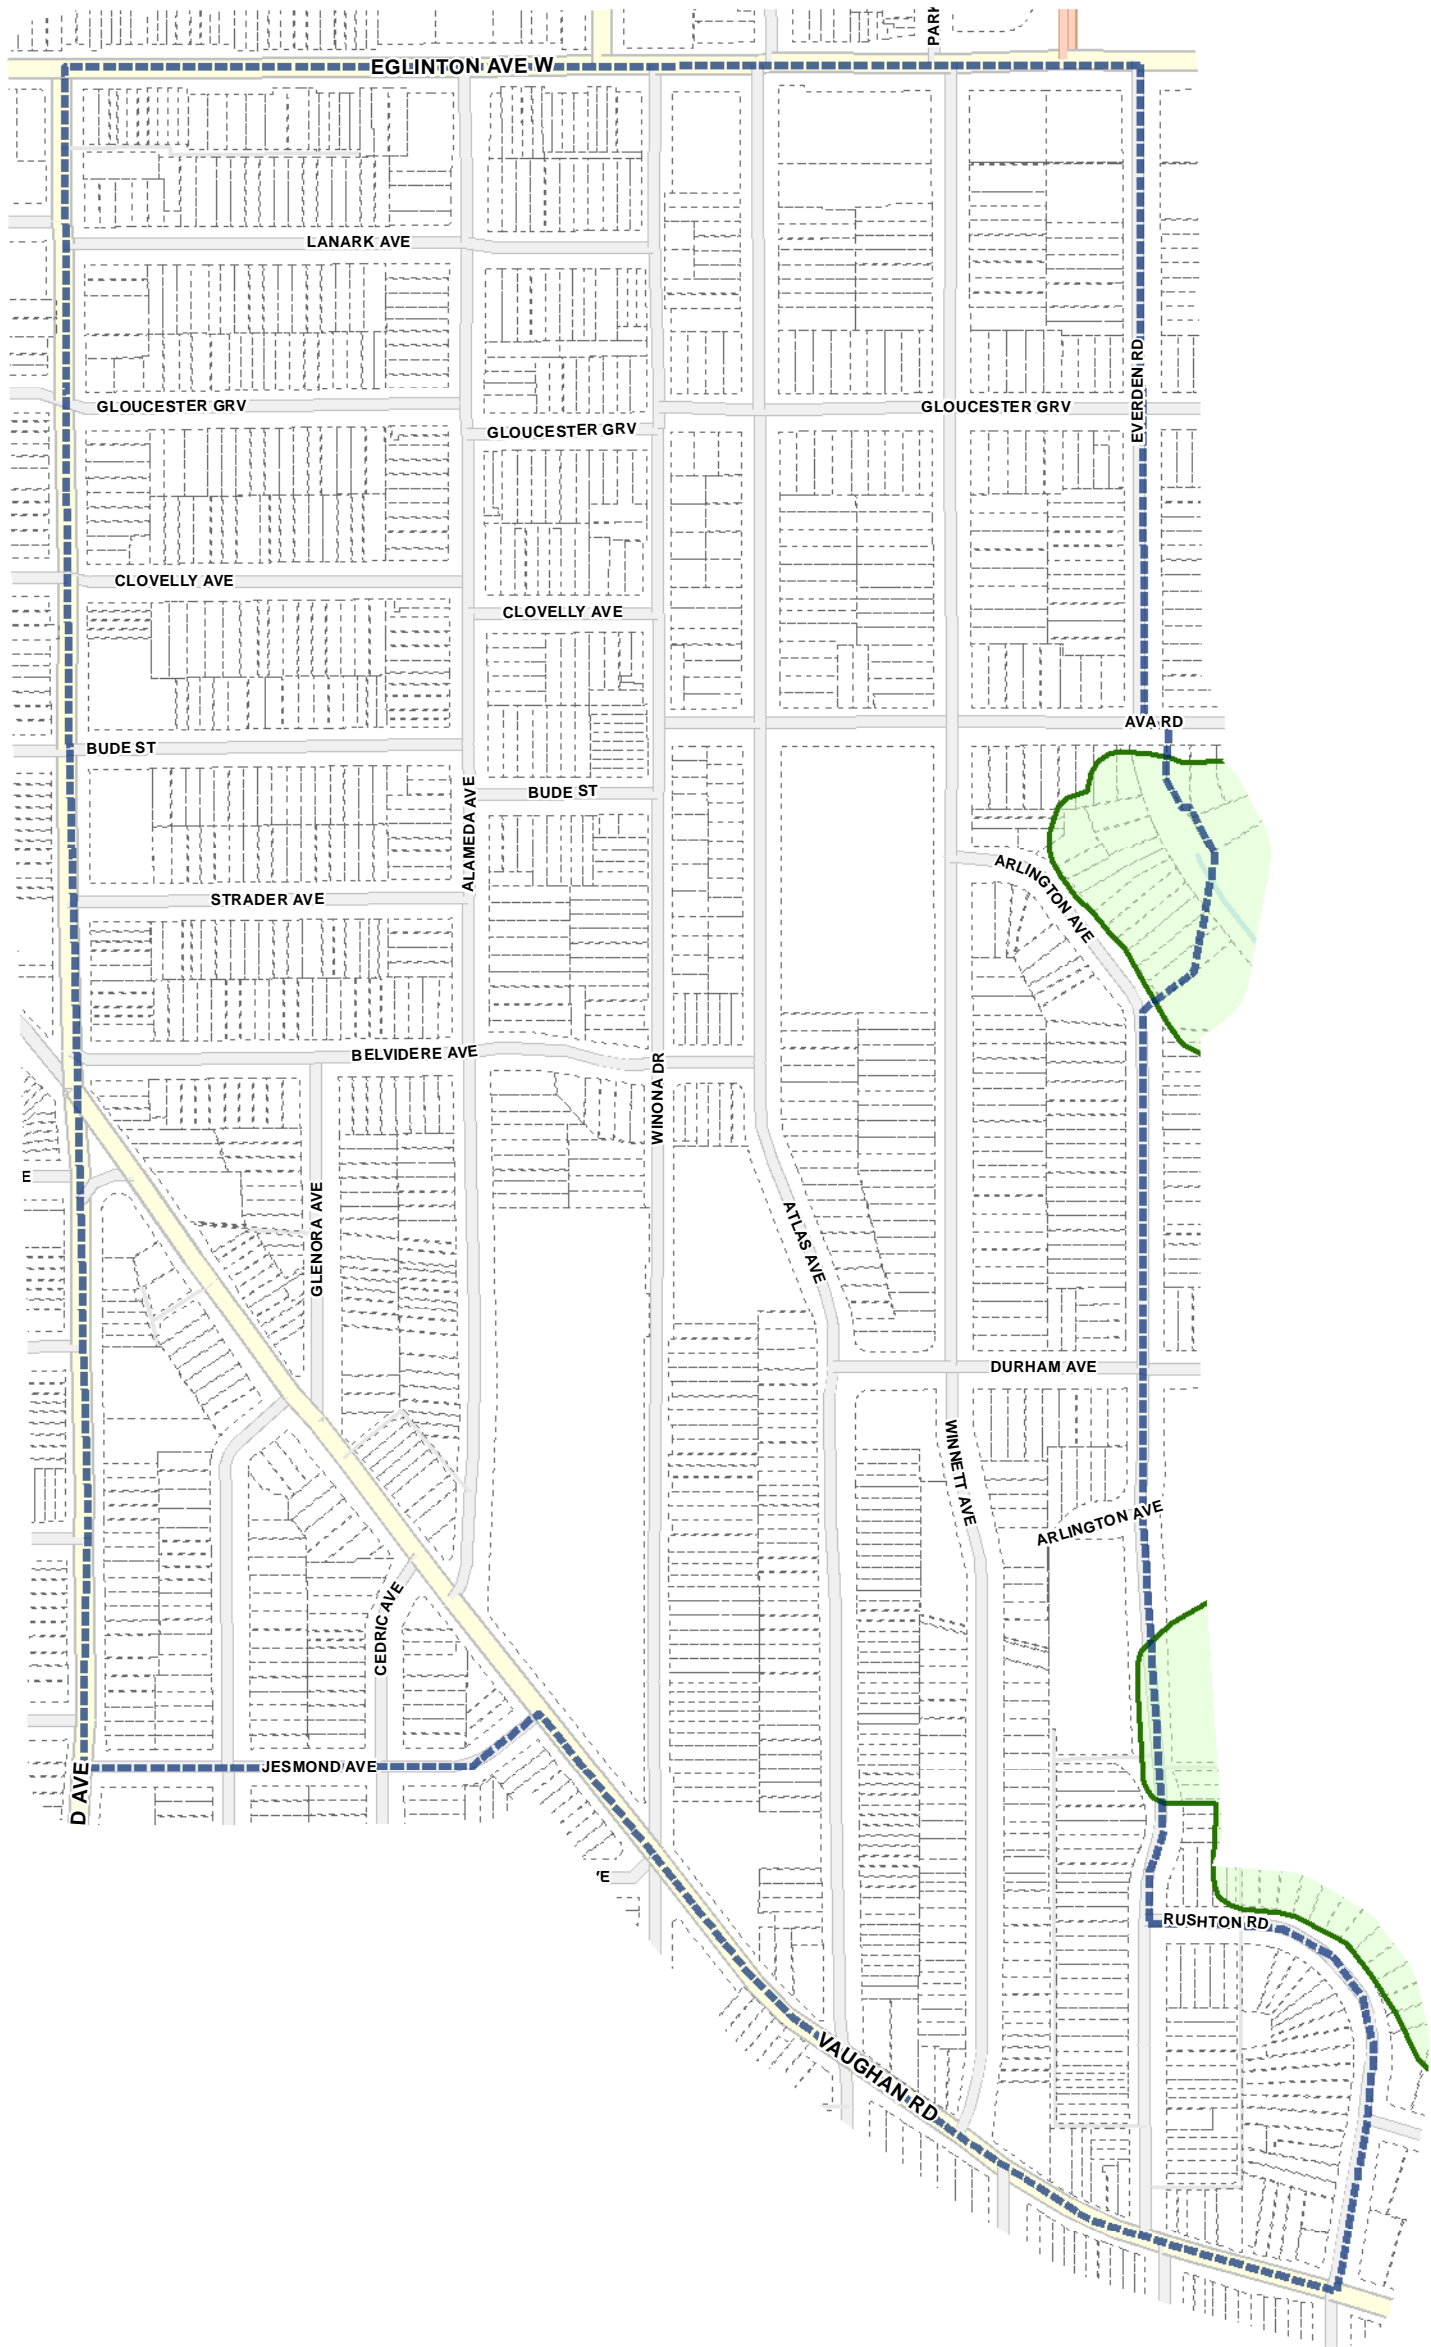 PARK
EGLINTON AVE W
LANARK AVE
EVERDEN RD
GLOUCESTER GRV
GLOUCESTER GRV
GLOUCESTER GRV
CLOVELLY AVE
CLOVELLY AVE
AVA RD
BUDE ST
BUDE ST
ALAMEDA AVE
ARLINGTON AVE
STRADER AVE
BELVIDERE AVE
WINONA DR
E
GLENORA AVE
ATLAS AVE
DURHAM AVE
WINNETT AVE
ARLINGTON AVE
CEDRIC AVE
JESMOND AVE
D AVE
VE
RUSHTON RD
VAUGHAN RD